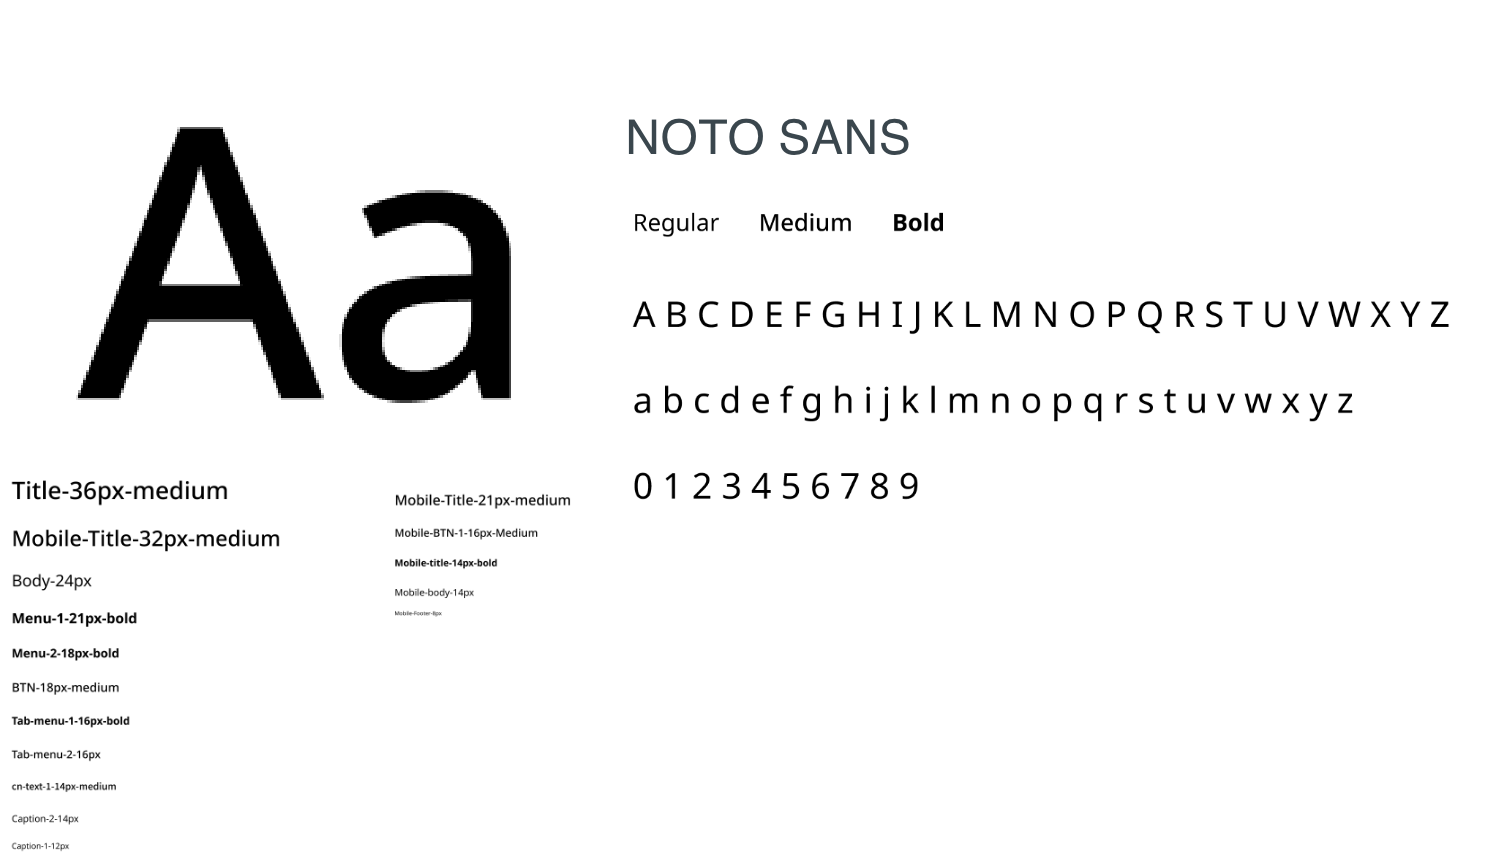 Aa
NOTO SANS
Regular Medium Bold
A B C D E F G H I J K L M N O P Q R S T U V W X Y Z
a b c d e f g h i j k l m n o p q r s t u v w x y z
0 1 2 3 4 5 6 7 8 9
Title-36px-medium
Mobile-Title-32px-medium
Body-24px
Menu-1-21px-bold
Menu-2-18px-bold
BTN-18px-medium
Tab-menu-1-16px-bold
Tab-menu-2-16px
cn-text-1-14px-medium
Caption-2-14px
Caption-1-12px
Mobile-Title-21px-medium
Mobile-BTN-1-16px-Medium
Mobile-title-14px-bold
Mobile-body-14px
Mobile-Footer-8px